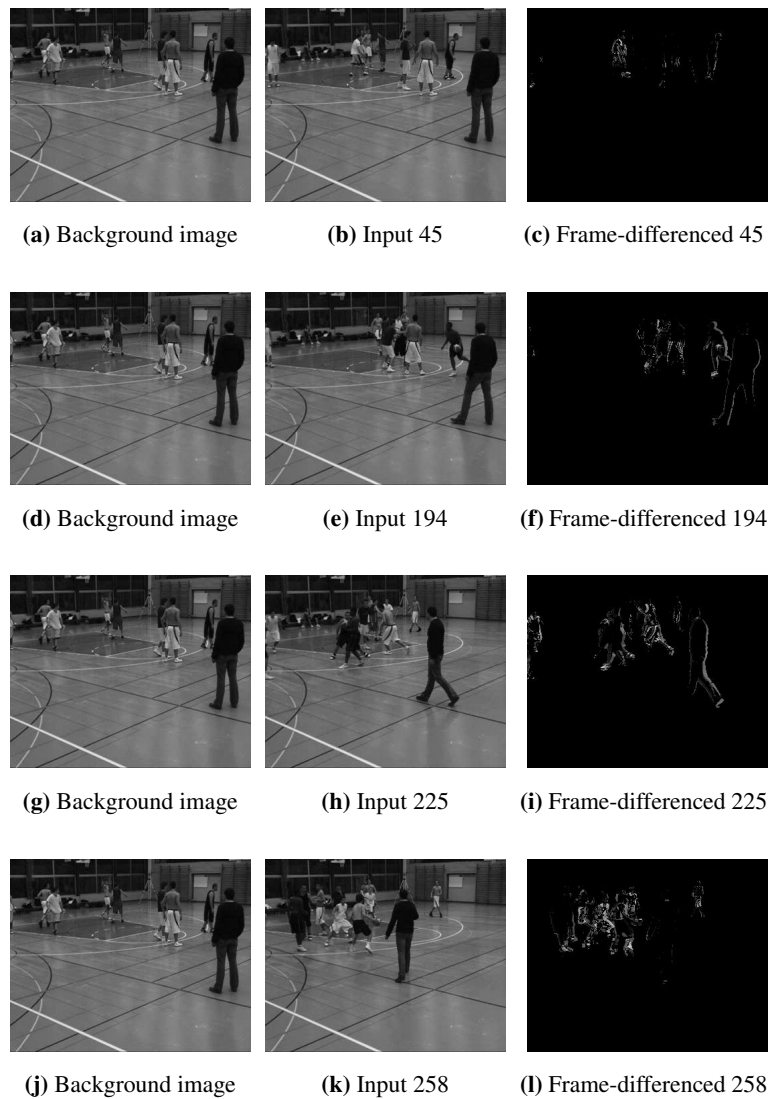 (a) Background image (b) Input 45 (c) Frame-differenced 45
(d) Background image (e) Input 194 (f) Frame-differenced 194
(g) Background image (h) Input 225 (i) Frame-differenced 225
(j) Background image (k) Input 258 (l) Frame-differenced 258